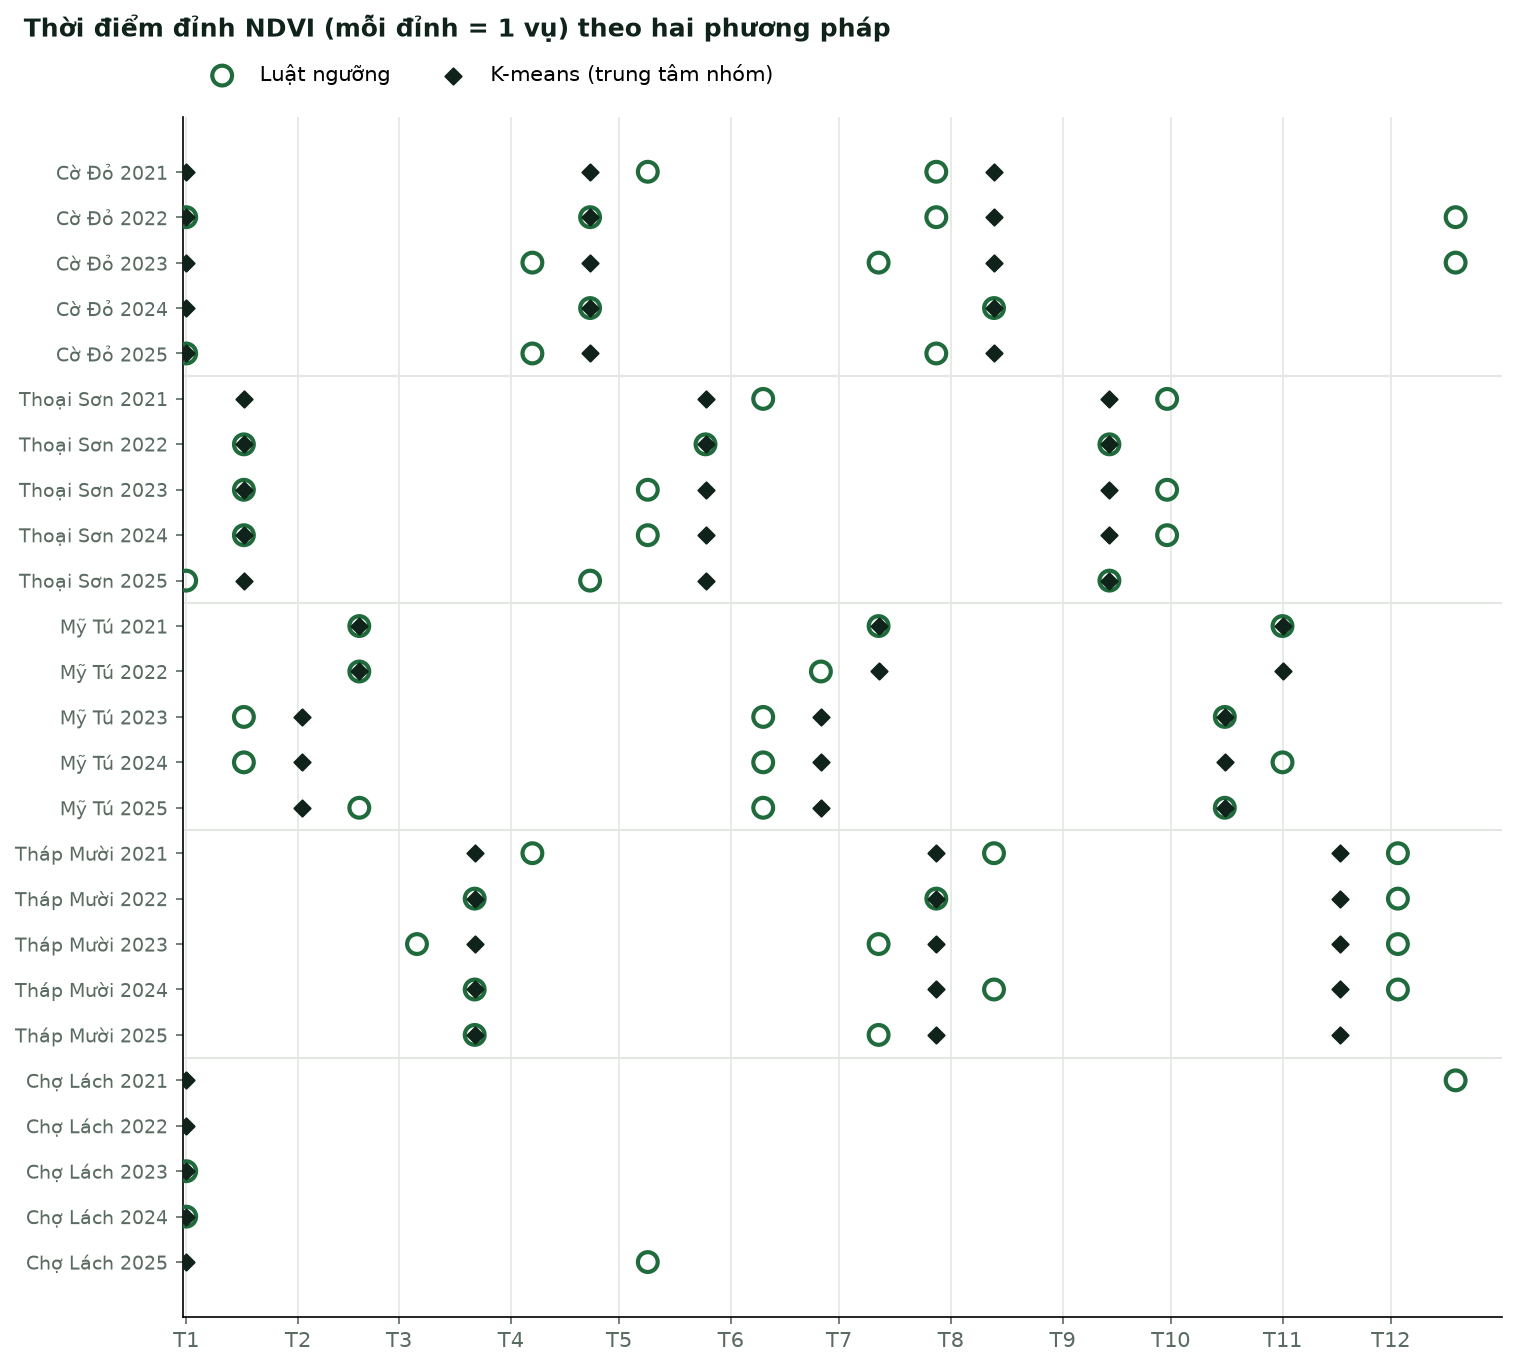 Thời điểm đỉnh NDVI (mỗi đỉnh = 1 vụ) theo hai phương pháp
Luật ngưỡng
K-means (trung tâm nhóm)
Cờ Đỏ 2021
Cờ Đỏ 2022
Cờ Đỏ 2023
Cờ Đỏ 2024
Cờ Đỏ 2025
Thoại Sơn 2021
Thoại Sơn 2022
Thoại Sơn 2023
Thoại Sơn 2024
Thoại Sơn 2025
Mỹ Tú 2021
Mỹ Tú 2022
Mỹ Tú 2023
Mỹ Tú 2024
Mỹ Tú 2025
Tháp Mười 2021
Tháp Mười 2022
Tháp Mười 2023
Tháp Mười 2024
Tháp Mười 2025
Chợ Lách 2021
Chợ Lách 2022
Chợ Lách 2023
Chợ Lách 2024
Chợ Lách 2025
T1 T2 T3 T4 T5 T6 T7 T8 T9 T10 T11 T12